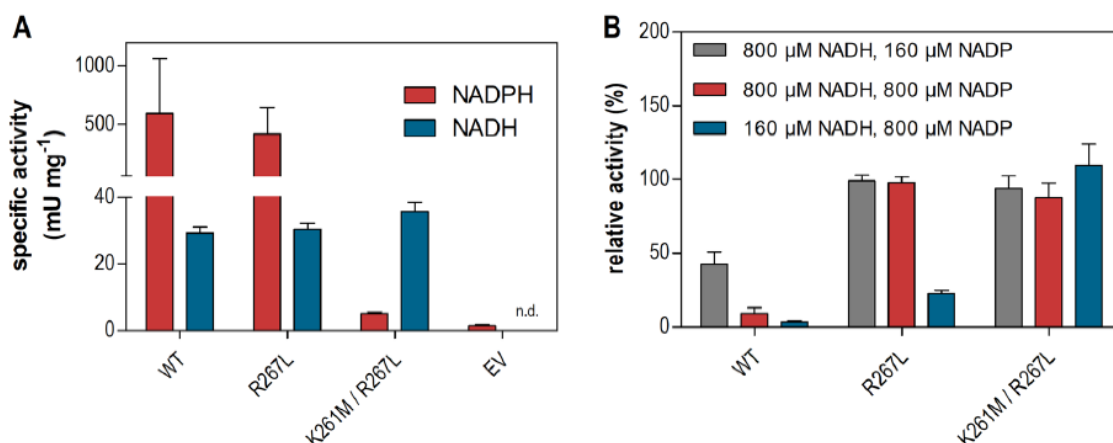 A
specific activity
(mU mg⁻¹)
1000
500
40
20
0
NADPH
NADH
n.d.
WT
R267L
K261M / R267L
EV
B
relative activity (%)
200
150
100
50
0
800 µM NADH, 160 µM NADP
800 µM NADH, 800 µM NADP
160 µM NADH, 800 µM NADP
WT
R267L
K261M / R267L